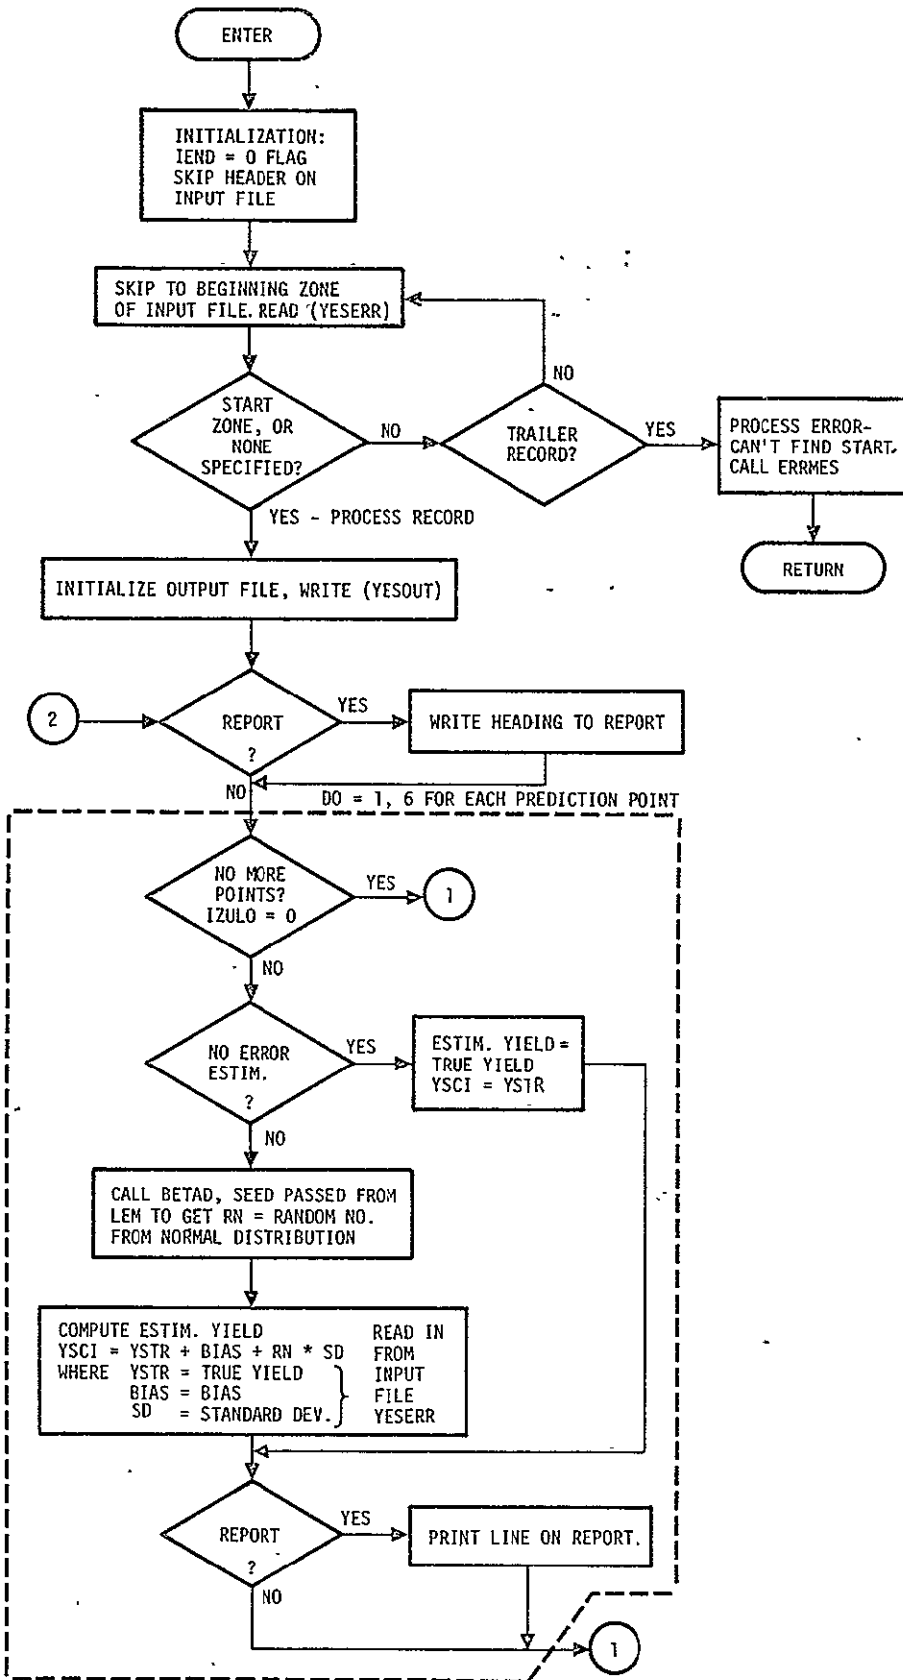 ENTER
INITIALIZATION:
IEND = 0 FLAG
SKIP HEADER ON
INPUT FILE
SKIP TO BEGINNING ZONE
OF INPUT FILE. READ (YESERR)
NO
START
ZONE, OR
NONE
SPECIFIED?
NO
TRAILER
RECORD?
YES
PROCESS ERROR-
CAN'T FIND START.
CALL ERRMES
YES - PROCESS RECORD
RETURN
INITIALIZE OUTPUT FILE, WRITE (YESOUT)
2
REPORT
?
YES
WRITE HEADING TO REPORT
NO
DO = 1, 6 FOR EACH PREDICTION POINT
NO MORE
POINTS?
IZULO = 0
YES
1
NO
NO ERROR
ESTIM.
?
YES
ESTIM. YIELD =
TRUE YIELD
YSCI = YSTR
NO
CALL BETAD, SEED PASSED FROM
LEM TO GET RN = RANDOM NO.
FROM NORMAL DISTRIBUTION
COMPUTE ESTIM. YIELD
YSCI = YSTR + BIAS + RN * SD
WHERE YSTR = TRUE YIELD
BIAS = BIAS
SD = STANDARD DEV.
READ IN
FROM
INPUT
FILE
YESERR
REPORT
?
YES
PRINT LINE ON REPORT.
NO
1